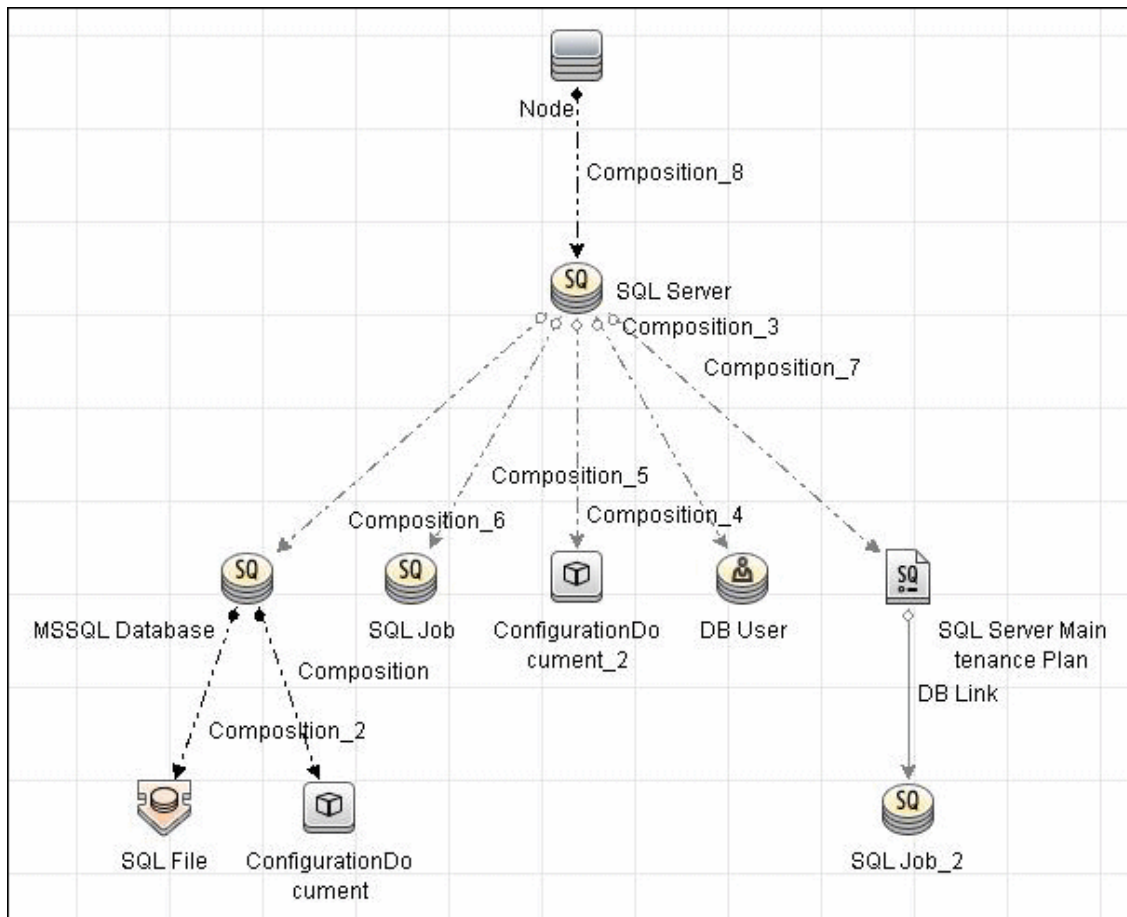 Node
Composition_8
SQ
SQL Server
Composition_3
Composition_7
Composition_5
Composition_6
Composition_4
SQ
SQ
SQ
MSSQL Database
SQL Job
ConfigurationDo
cument_2
DB User
SQL Server Main
tenance Plan
Composition
DB Link
Composition_2
SQ
SQL File
ConfigurationDo
cument
SQL Job_2